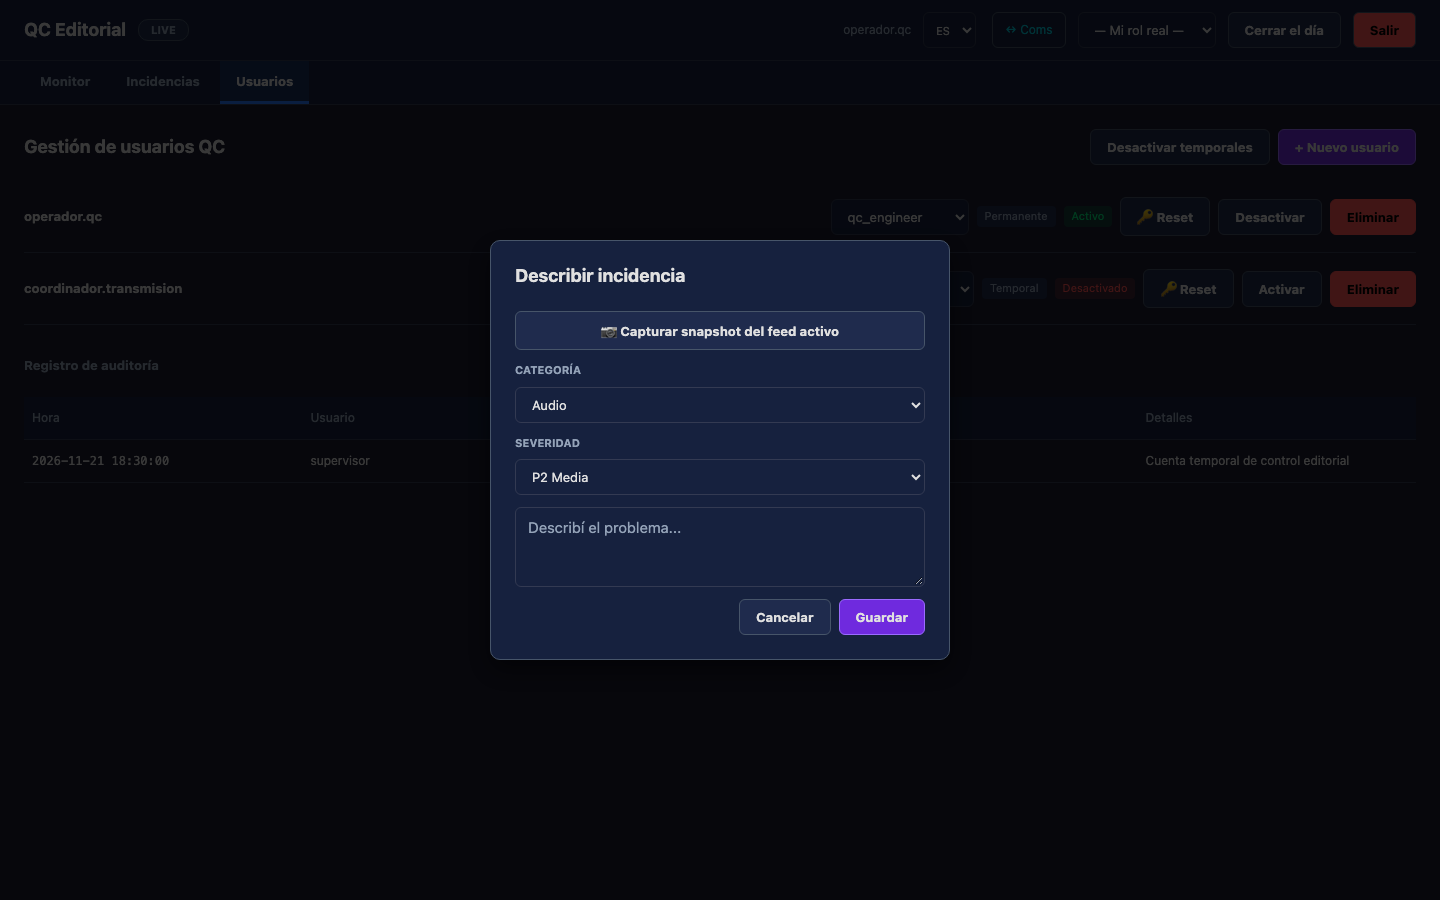 QC Editorial LIVE operador.qc ES ↔ Coms — Mi rol real — Cerrar el día Salir
Monitor Incidencias Usuarios
Gestión de usuarios QC Desactivar temporales + Nuevo usuario
operador.qc qc_engineer Permanente Activo Reset Desactivar Eliminar
coordinador.transmision Temporal Desactivado Reset Activar Eliminar
Registro de auditoría
Hora Usuario Detalles
2026-11-21 18:30:00 supervisor Cuenta temporal de control editorial
Describir incidencia
Capturar snapshot del feed activo
CATEGORÍA
Audio
SEVERIDAD
P2 Media
Describí el problema...
Cancelar Guardar